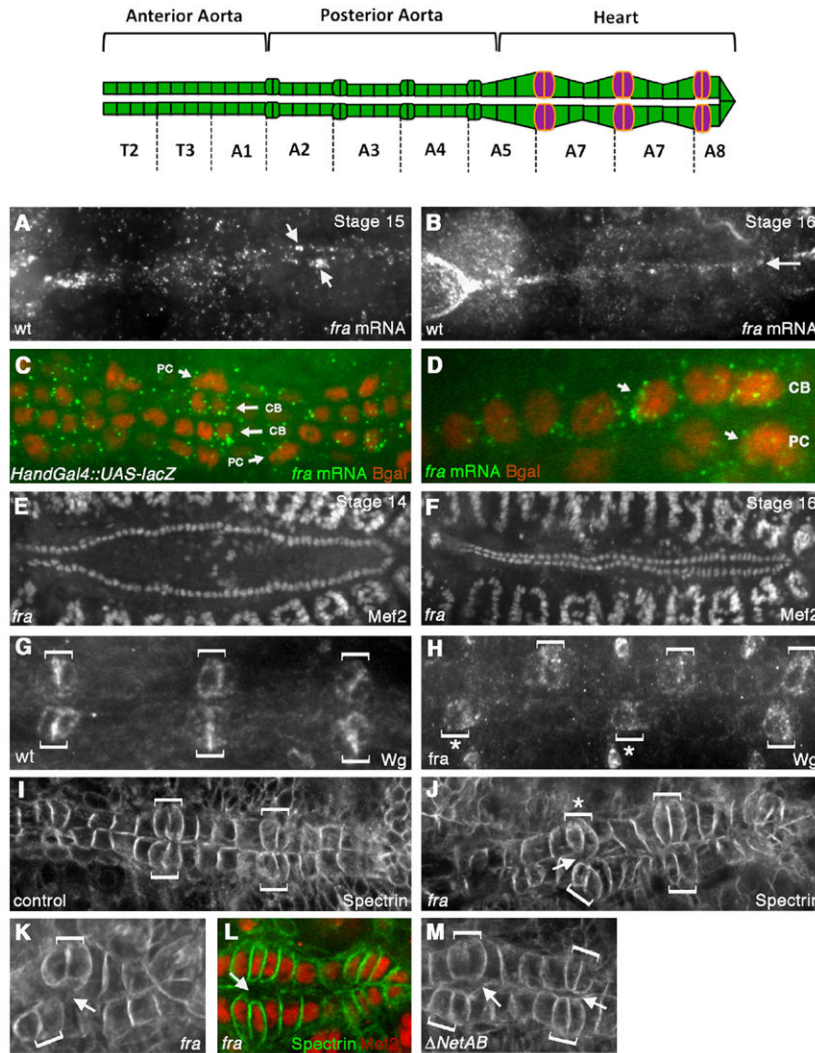 Anterior Aorta Posterior Aorta Heart
T2 T3 A1 A2 A3 A4 A5 A7 A7 A8
A Stage 15
wt fra mRNA
B Stage 16
wt fra mRNA
C PC
CB
CB
PC
HandGal4::UAS-lacZ fra mRNA Bgal
D
CB
PC
fra mRNA Bgal
E Stage 14
fra Mef2
F Stage 16
fra Mef2
G
wt Wg
H
* *
fra Wg
I
control Spectrin
J *
fra Spectrin
K
fra
L
fra Spectrin Mef2
M
ΔNetAB